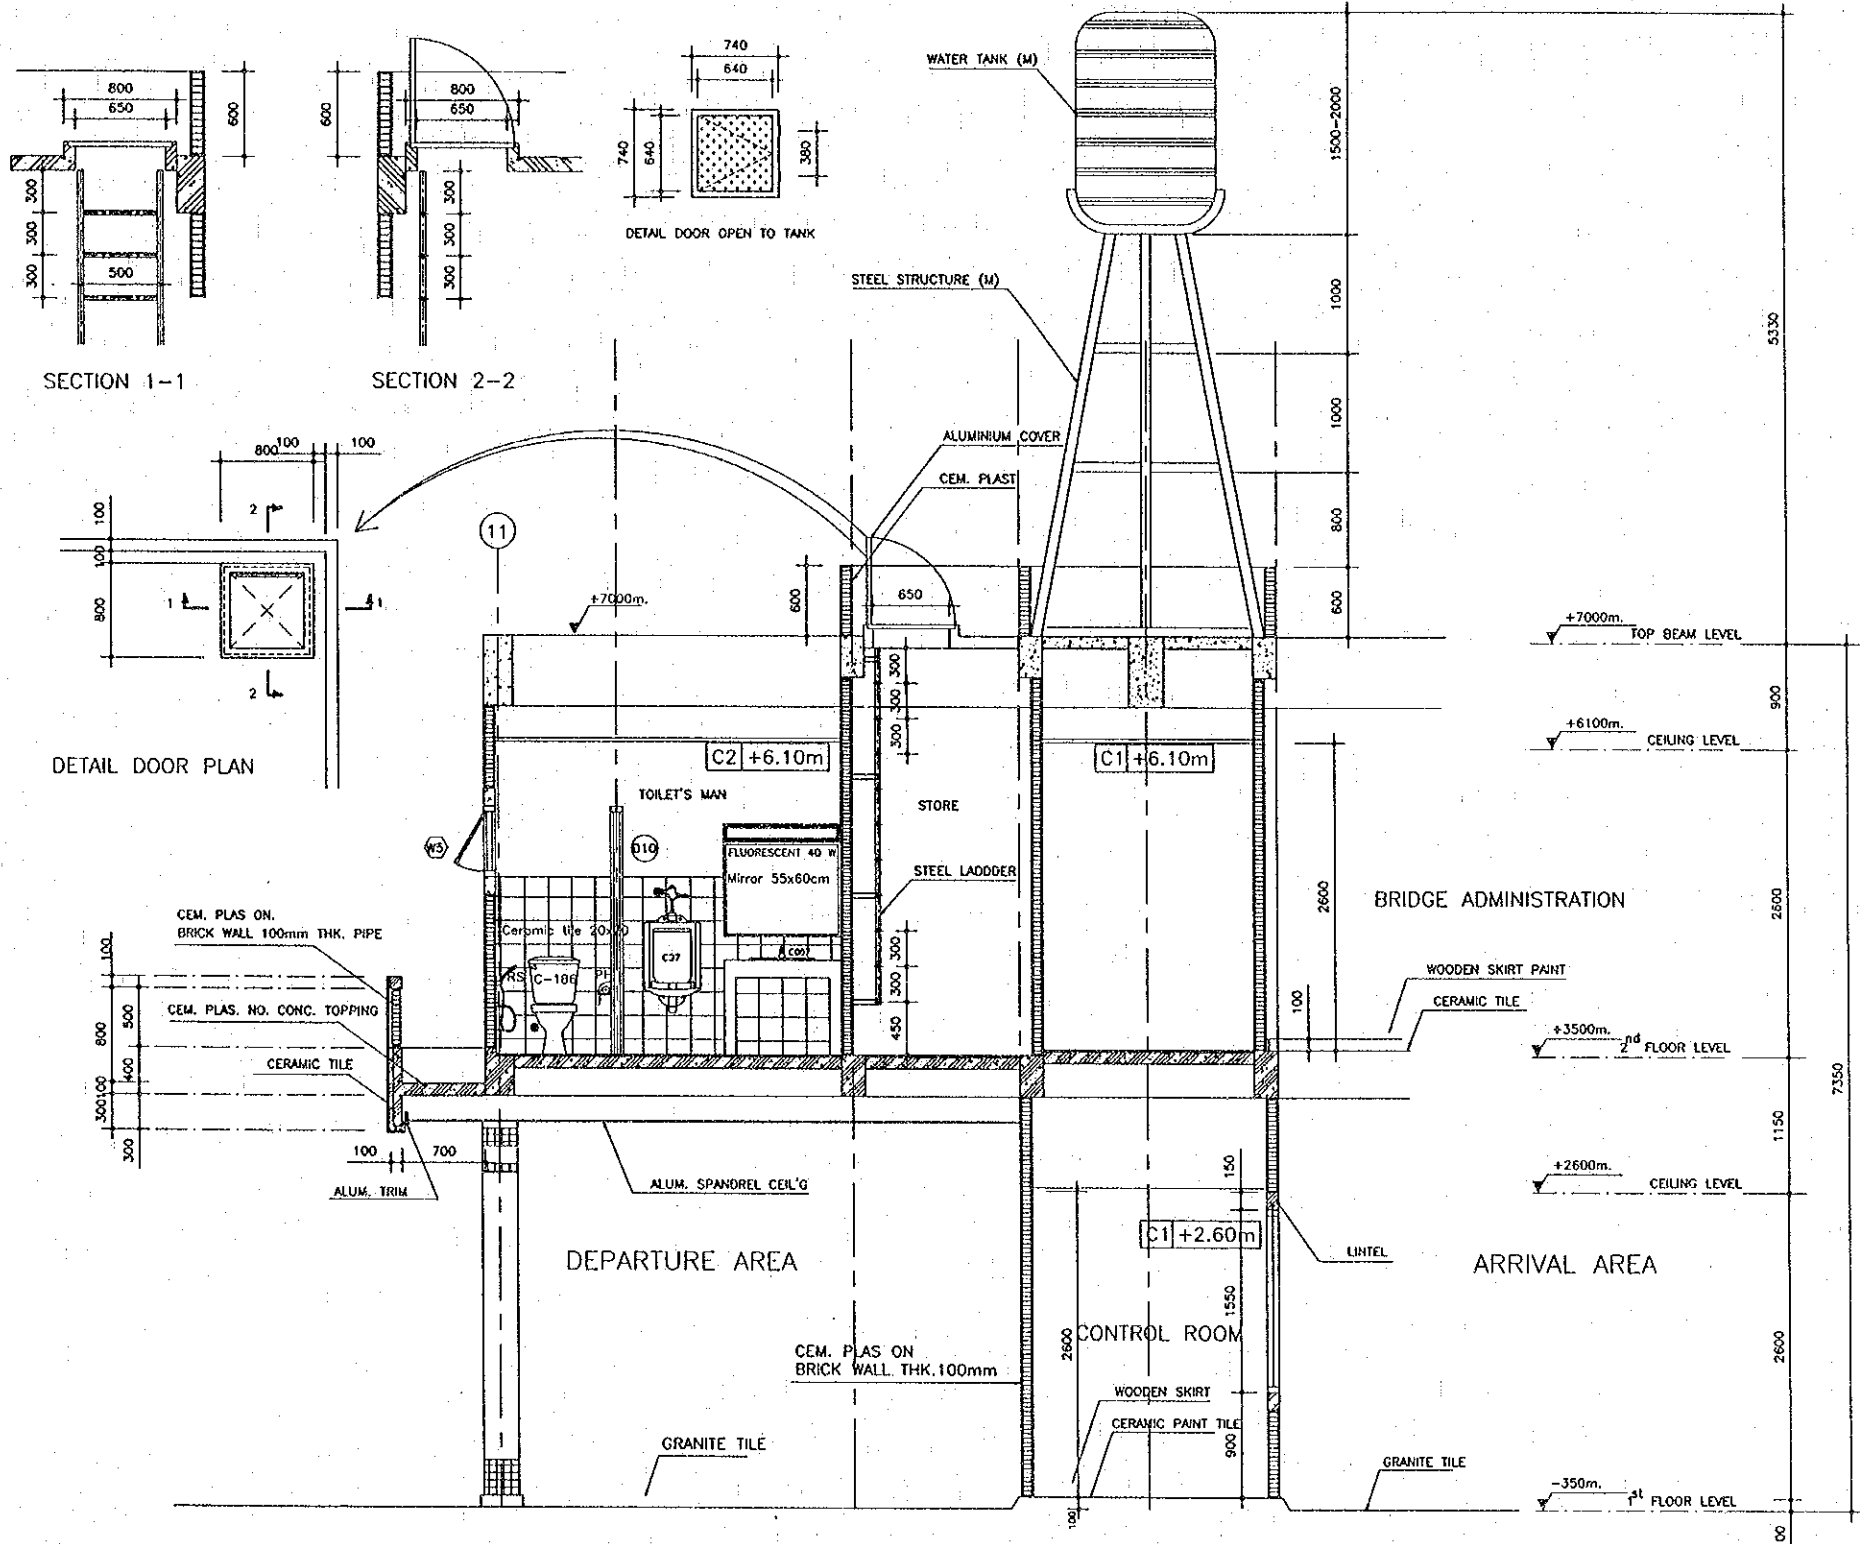 740
640
WATER TANK (M)
800
650
600
600
800
650
740
640
380
1500-2000
300
300
300
500
300
300
300
DETAIL DOOR OPEN TO TANK
STEEL STRUCTURE (M)
1000
5330
SECTION 1-1
SECTION 2-2
1000
800
100
100
ALUMINIUM COVER
CEM. PLAST
2
100
100
800
1
1
2
11
+7000m.
600
650
800
600
+7000m.
TOP BEAM LEVEL
300
300
300
900
+6100m.
CEILING LEVEL
DETAIL DOOR PLAN
C2 +6.10m
C1 +6.10m
TOILET'S MAN
STORE
W5
D10
FLUORESCENT 40 W
Mirror 55x60cm
STEEL LADDDER
2600
BRIDGE ADMINISTRATION
2600
CEM. PLAS ON.
BRICK WALL 100mm THK. PIPE
100
Ceramic tile 20x20
C37
RS
C-186
300
300
450
WOODEN SKIRT PAINT
CERAMIC TILE
100
CEM. PLAS. NO. CONC. TOPPING
500
800
+3500m.
2nd FLOOR LEVEL
CERAMIC TILE
400
100
300
300
7350
1150
100
700
ALUM. TRIM
ALUM. SPANDREL CEIL'G
150
+2600m.
CEILING LEVEL
C1 +2.60m
LINTEL
DEPARTURE AREA
ARRIVAL AREA
1550
CONTROL ROOM
2600
2600
CEM. PLAS ON
BRICK WALL THK.100mm
WOODEN SKIRT
CERAMIC PAINT TILE
900
GRANITE TILE
GRANITE TILE
-350m.
1st FLOOR LEVEL
100